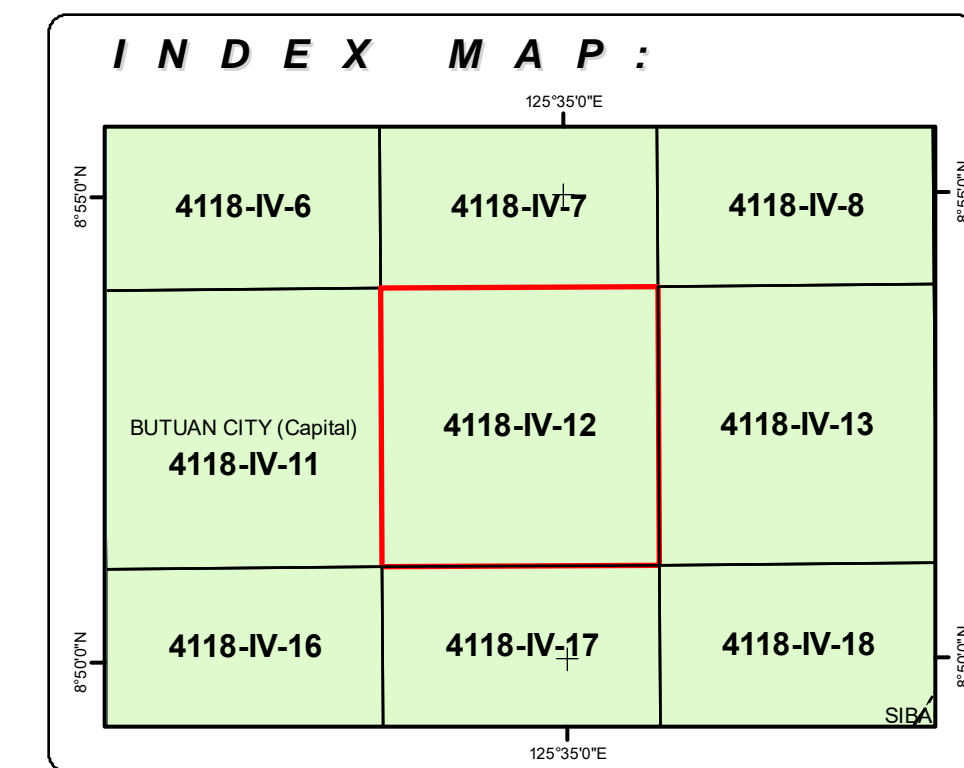 INDEX MAP:
125°35'0"E
8°55'0"N
8°55'0"N
4118-IV-6
4118-IV-7
4118-IV-8
BUTUAN CITY (Capital)
4118-IV-11
4118-IV-12
4118-IV-13
8°50'0"N
8°50'0"N
4118-IV-16
4118-IV-17
4118-IV-18
SIBA
125°35'0"E